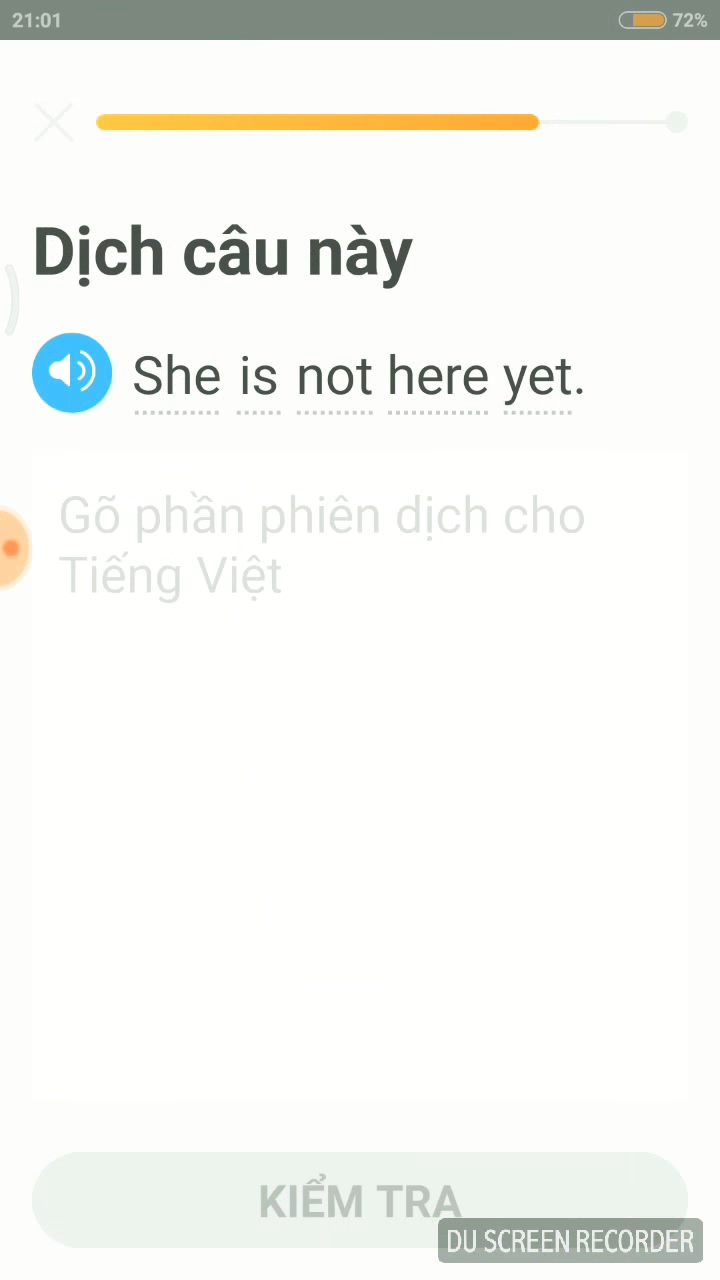 21:01
72%
Dịch câu này
She is not here yet.
Gõ phần phiên dịch cho
Tiếng Việt
KIỂM TRA
DU SCREEN RECORDER